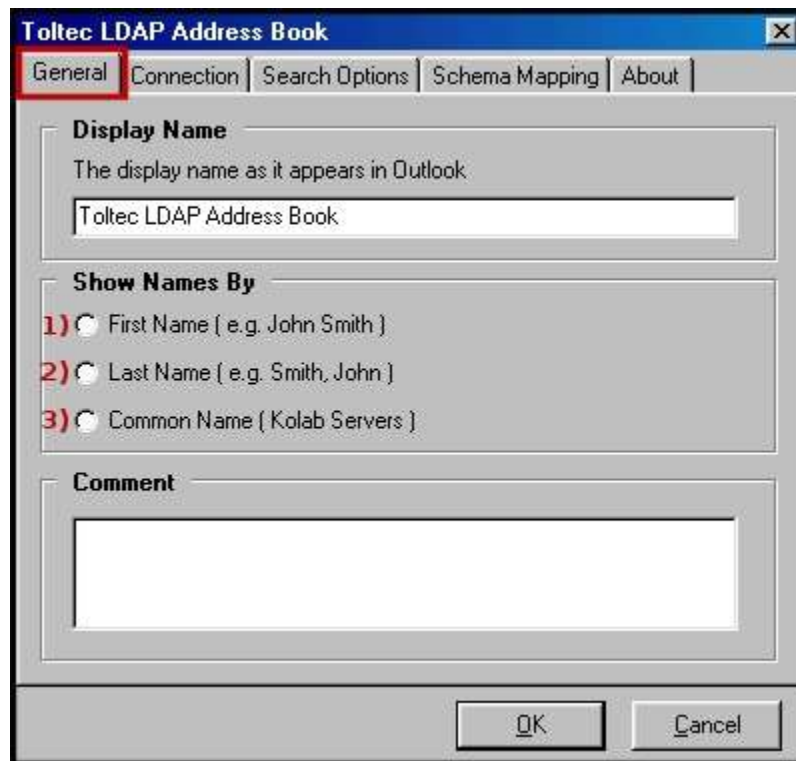 Toltec LDAP Address Book
General Connection Search Options Schema Mapping About
Display Name
The display name as it appears in Outlook
Toltec LDAP Address Book
Show Names By
1) First Name ( e.g. John Smith )
2) Last Name ( e.g. Smith, John )
3) Common Name ( Kolab Servers )
Comment
OK Cancel